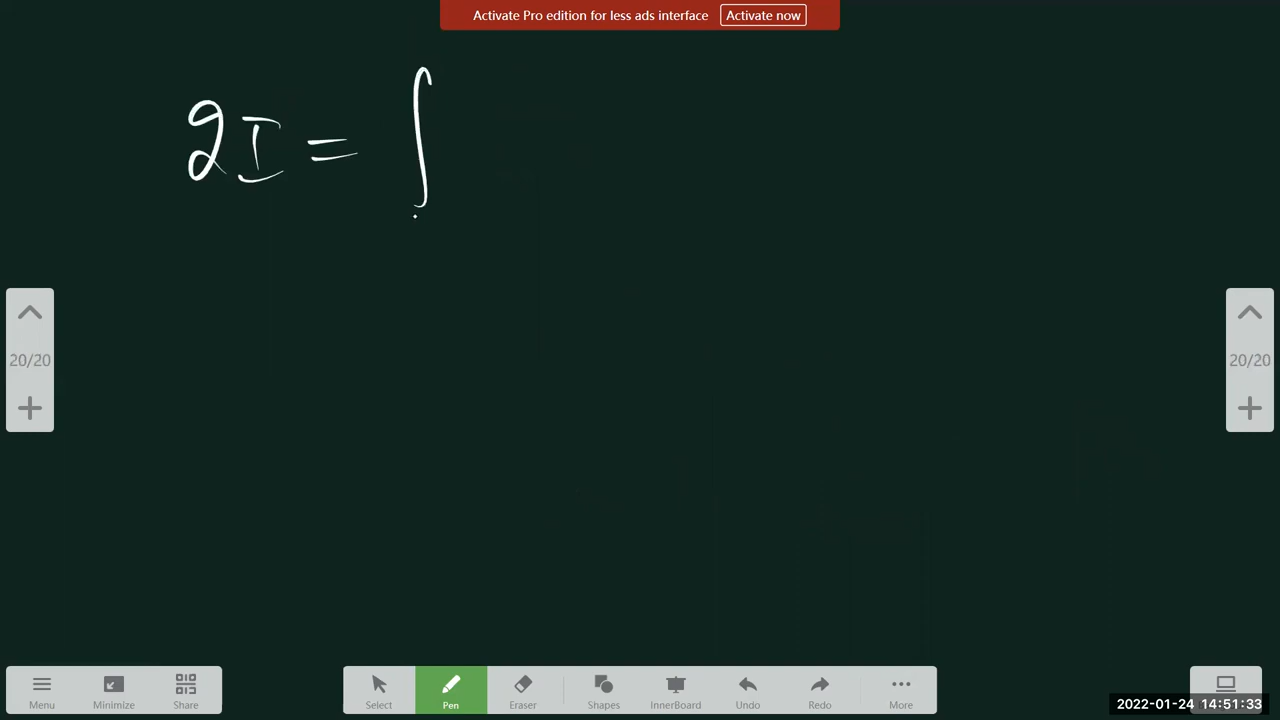 Activate Pro edition for less ads interface Activate now
2I = ∫
20/20 20/20
Menu Minimize Share Select Pen Eraser Shapes InnerBoard Undo Redo More
2022-01-24 14:51:33